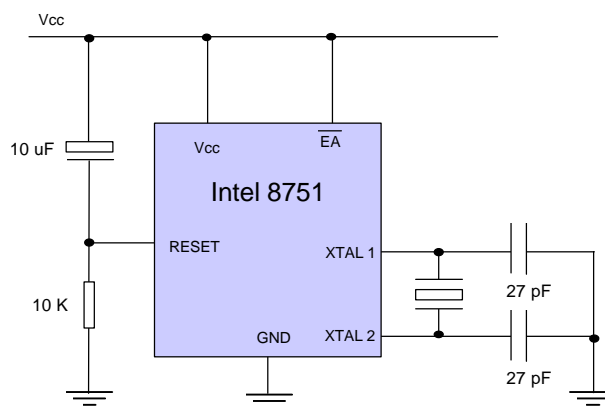 Vcc
10 uF
Vcc
EA
Intel 8751
RESET
XTAL 1
27 pF
10 K
GND
XTAL 2
27 pF